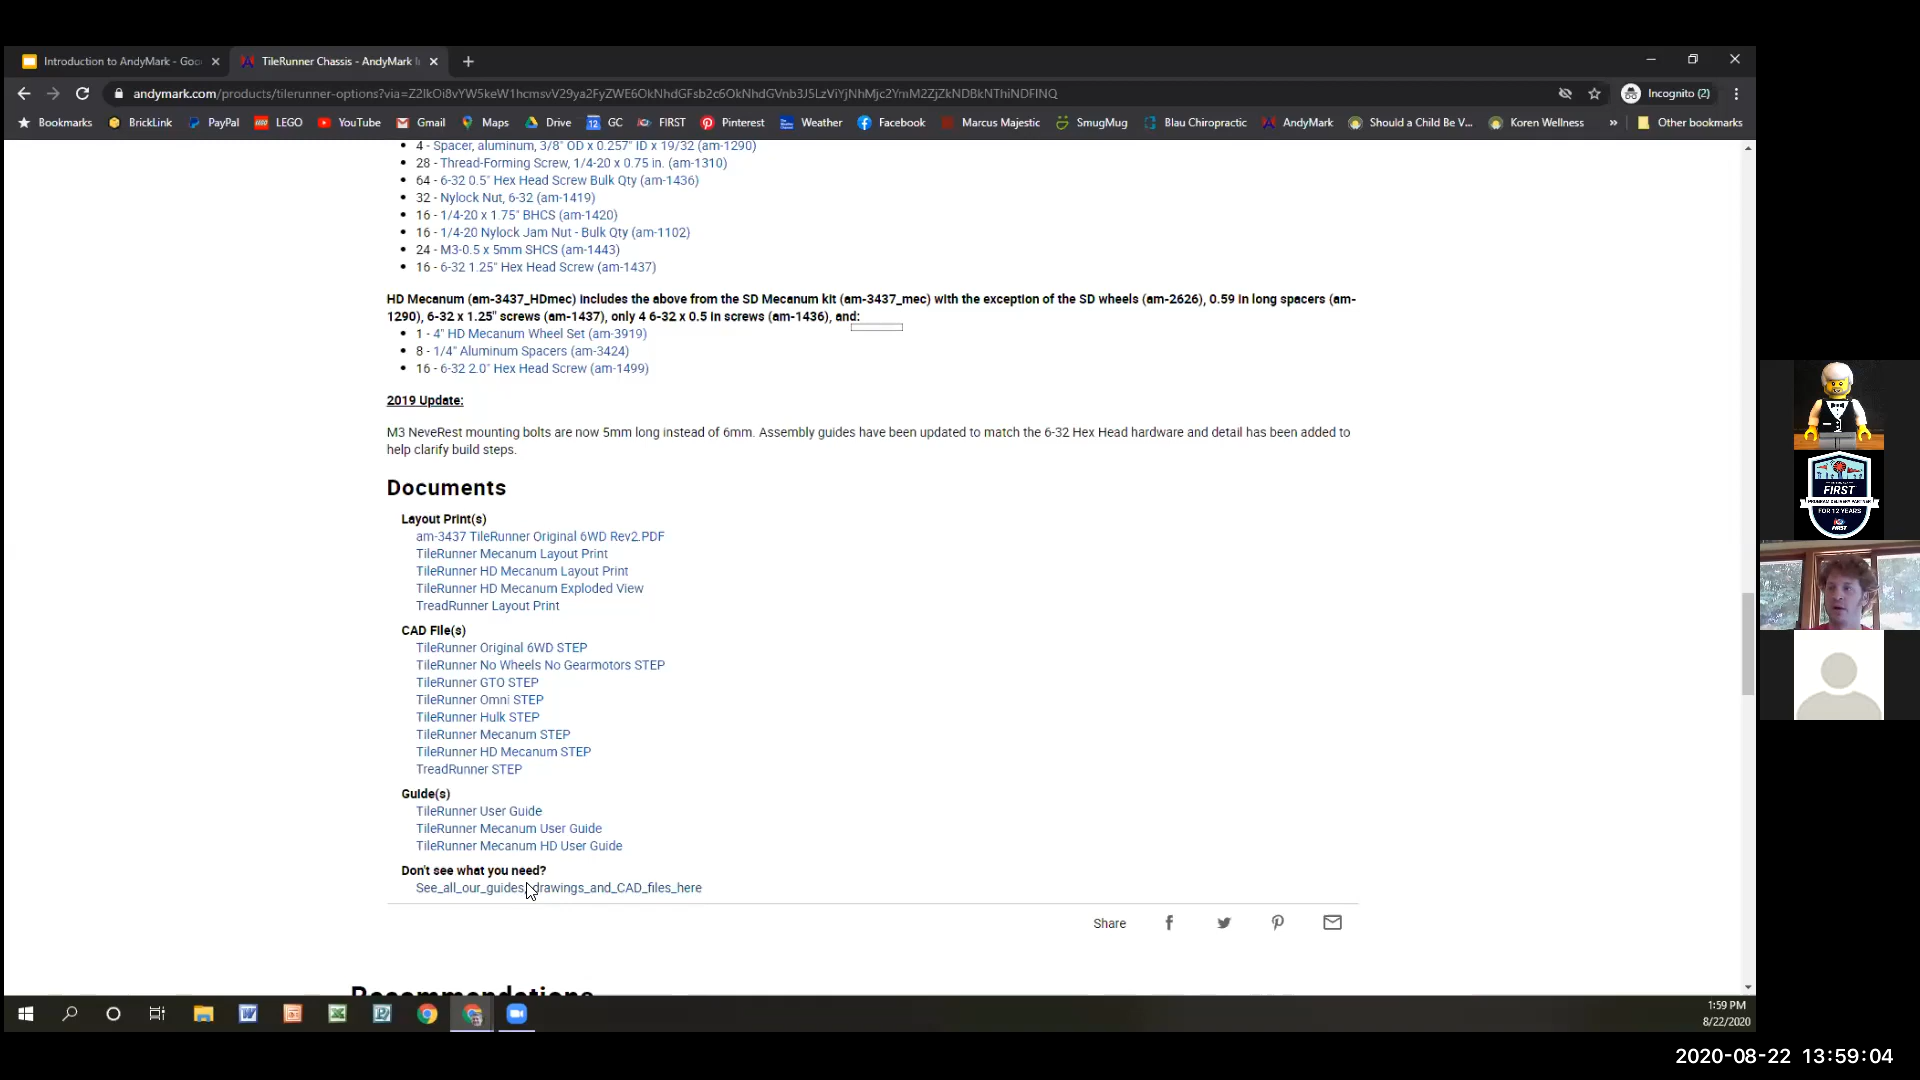 Introduction to AndyMark - Goo
TileRunner Chassis - AndyMark I
andymark.com/products/tilerunner-options?via=Z2lkOi8vYW5keW1hcmsvV29ya2FyZWE6OkNhdGFsb2c6OkNhdGVnb3J5LzViYjNhMjc2YmM2ZjZkNDBkNThiNDFlNQ
Incognito (2)
Bookmarks BrickLink PayPal LEGO YouTube Gmail Maps Drive GC FIRST Pinterest Weather Facebook Marcus Majestic SmugMug Blau Chiropractic AndyMark Should a Child Be V... Koren Wellness » Other bookmarks
4 - Spacer, aluminum, 3/8" OD x 0.257" ID x 19/32 (am-1290)
28 - Thread-Forming Screw, 1/4-20 x 0.75 in. (am-1310)
64 - 6-32 0.5" Hex Head Screw Bulk Qty (am-1436)
32 - Nylock Nut, 6-32 (am-1419)
16 - 1/4-20 x 1.75" BHCS (am-1420)
16 - 1/4-20 Nylock Jam Nut - Bulk Qty (am-1102)
24 - M3-0.5 x 5mm SHCS (am-1443)
16 - 6-32 1.25" Hex Head Screw (am-1437)
HD Mecanum (am-3437_HDmec) includes the above from the SD Mecanum kit (am-3437_mec) with the exception of the SD wheels (am-2626), 0.59 in long spacers (am-
1290), 6-32 x 1.25" screws (am-1437), only 4 6-32 x 0.5 in screws (am-1436), and:
1 - 4" HD Mecanum Wheel Set (am-3919)
8 - 1/4" Aluminum Spacers (am-3424)
16 - 6-32 2.0" Hex Head Screw (am-1499)
2019 Update:
M3 NeveRest mounting bolts are now 5mm long instead of 6mm. Assembly guides have been updated to match the 6-32 Hex Head hardware and detail has been added to
help clarify build steps.
Documents
Layout Print(s)
am-3437 TileRunner Original 6WD Rev2.PDF
TileRunner Mecanum Layout Print
TileRunner HD Mecanum Layout Print
TileRunner HD Mecanum Exploded View
TreadRunner Layout Print
CAD File(s)
TileRunner Original 6WD STEP
TileRunner No Wheels No Gearmotors STEP
TileRunner GTO STEP
TileRunner Omni STEP
TileRunner Hulk STEP
TileRunner Mecanum STEP
TileRunner HD Mecanum STEP
TreadRunner STEP
Guide(s)
TileRunner User Guide
TileRunner Mecanum User Guide
TileRunner Mecanum HD User Guide
Don't see what you need?
See_all_our_guides,_drawings_and_CAD_files_here
Share
Recommendations
FIRST
PROGRAM DELIVERY PARTNER
FOR 12 YEARS
FIRST
1:59 PM
8/22/2020
2020-08-22 13:59:04